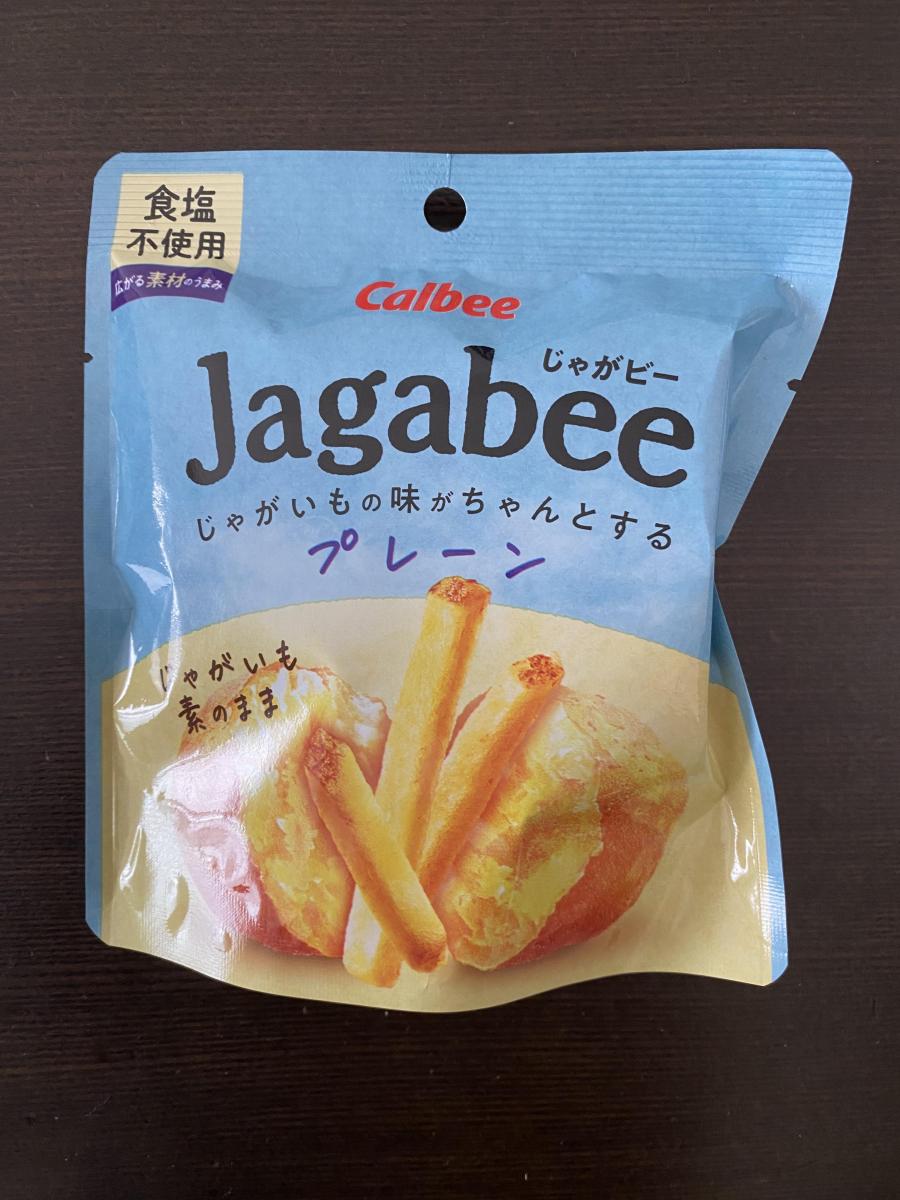 食塩
不使用
広がる素材のうまみ
Calbee
じゃがビー
Jagabee
じゃがいもの味がちゃんとする
プレーン
じゃがいも
素のまま